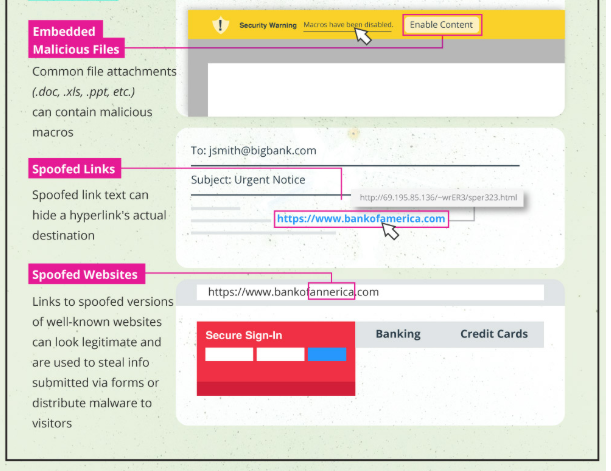 Security Warning Macros have been disabled. Enable Content
Embedded
Malicious Files
Common file attachments
(.doc, .xls, .ppt, etc.)
can contain malicious
macros
To: jsmith@bigbank.com
Subject: Urgent Notice
http://69.195.85.136/~wrER3/sper323.html
https://www.bankofamerica.com
Spoofed Links
Spoofed link text can
hide a hyperlink's actual
destination
Spoofed Websites
Links to spoofed versions
of well-known websites
can look legitimate and
are used to steal info
submitted via forms or
distribute malware to
visitors
https://www.bankofannerica.com
Secure Sign-In
Banking
Credit Cards